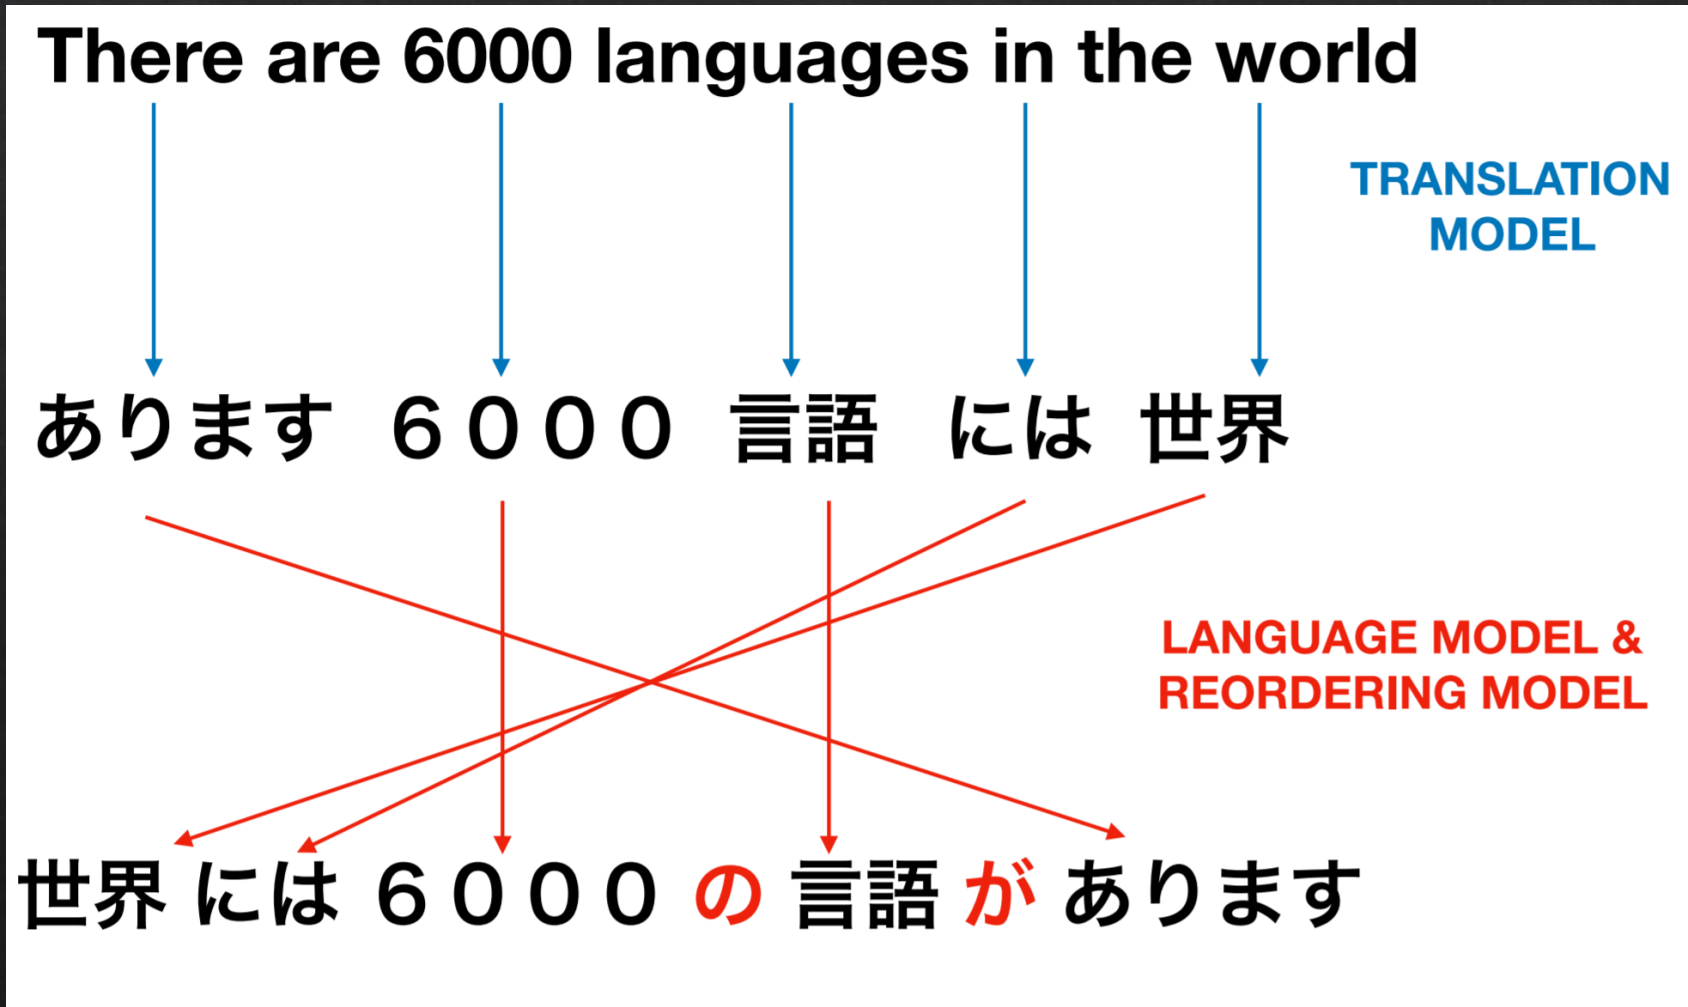 There are 6000 languages in the world
TRANSLATION
MODEL
あります ６０００ 言語 には 世界
LANGUAGE MODEL &
REORDERING MODEL
世界 には ６０００ の 言語 が あります